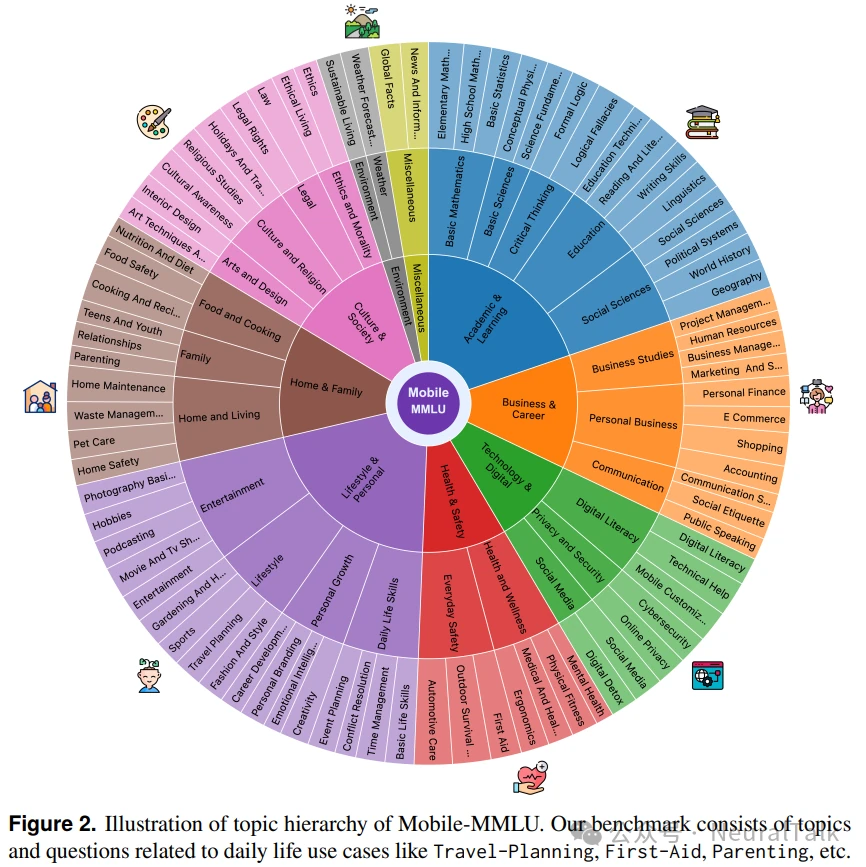 Mobile
MMLU
Academic &
Learning
Business &
Career
Technology &
Digital
Health & Safety
Lifestyle &
Personal
Home & Family
Culture &
Society
Environment
Miscellaneous
Basic Mathematics
Basic Sciences
Critical Thinking
Education
Social Sciences
Business Studies
Personal Business
Communication
Digital Literacy
Privacy and Security
Social Media
Health and Wellness
Everyday Safety
Daily Life Skills
Personal Growth
Lifestyle
Entertainment
Home and Living
Family
Food and Cooking
Arts and Design
Culture and Religion
Legal
Ethics and Morality
Environment
Weather
Miscellaneous
Elementary Math...
High School Math...
Basic Statistics
Conceptual Physi...
Science Fundame...
Formal Logic
Logical Fallacies
Education Techni...
Reading And Lite...
Writing Skills
Linguistics
Social Sciences
Political Systems
World History
Geography
Project Managem...
Human Resources
Business Manage...
Marketing And S...
Personal Finance
E Commerce
Shopping
Accounting
Communication S...
Social Etiquette
Public Speaking
Digital Literacy
Technical Help
Mobile Customiz...
Cybersecurity
Online Privacy
Social Media
Digital Detox
Mental Health
Physical Fitness
Medical And Heal...
Ergonomics
First Aid
Outdoor Survival ...
Automotive Care
Basic Life Skills
Time Management
Conflict Resolution
Event Planning
Creativity
Emotional Intellig...
Personal Branding
Career Developm...
Fashion And Style
Travel Planning
Sports
Gardening And H...
Entertainment
Movie And Tv Sh...
Podcasting
Hobbies
Photography Basi...
Home Safety
Pet Care
Waste Managem...
Home Maintenance
Parenting
Relationships
Teens And Youth
Cooking And Reci...
Food Safety
Nutrition And Diet
Art Techniques A...
Interior Design
Cultural Awareness
Religious Studies
Holidays And Tra...
Legal Rights
Law
Ethical Living
Ethics
Sustainable Living
Weather Forecast...
Global Facts
News And Inform...
Figure 2. Illustration of topic hierarchy of Mobile-MMLU. Our benchmark consists of topics
and questions related to daily life use cases like Travel-Planning, First-Aid, Parenting, etc.
公众号 · NeuralTalk